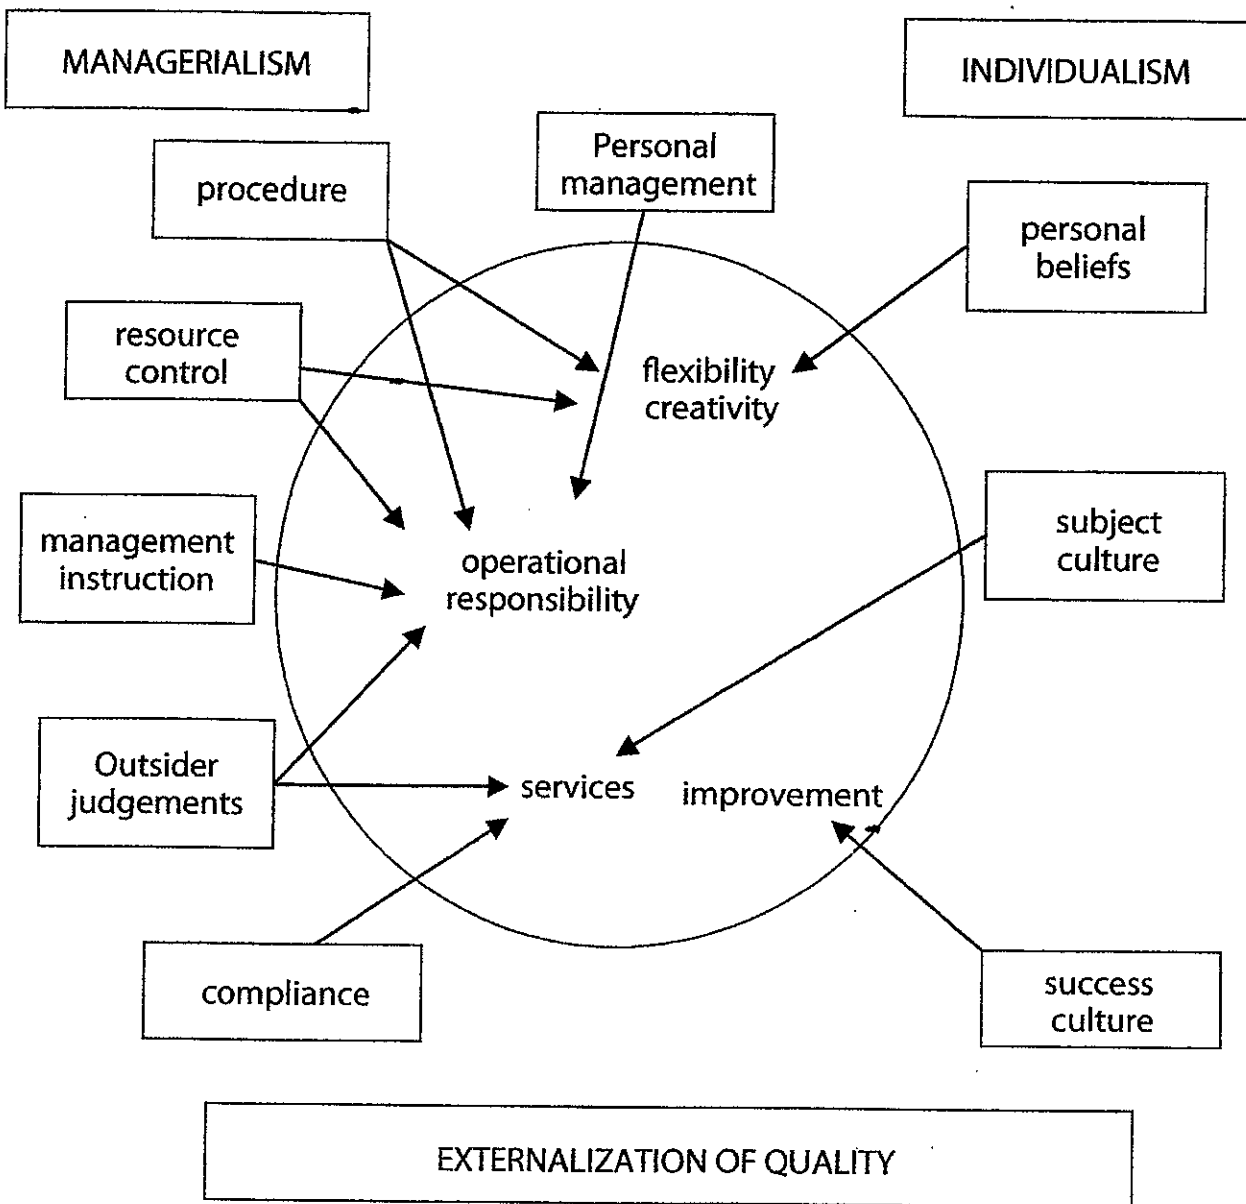 MANAGERIALISM
INDIVIDUALISM
Personal
management
procedure
personal
beliefs
resource
control
flexibility
creativity
management
instruction
operational
responsibility
subject
culture
Outsider
judgements
services
improvement
compliance
success
culture
EXTERNALIZATION OF QUALITY